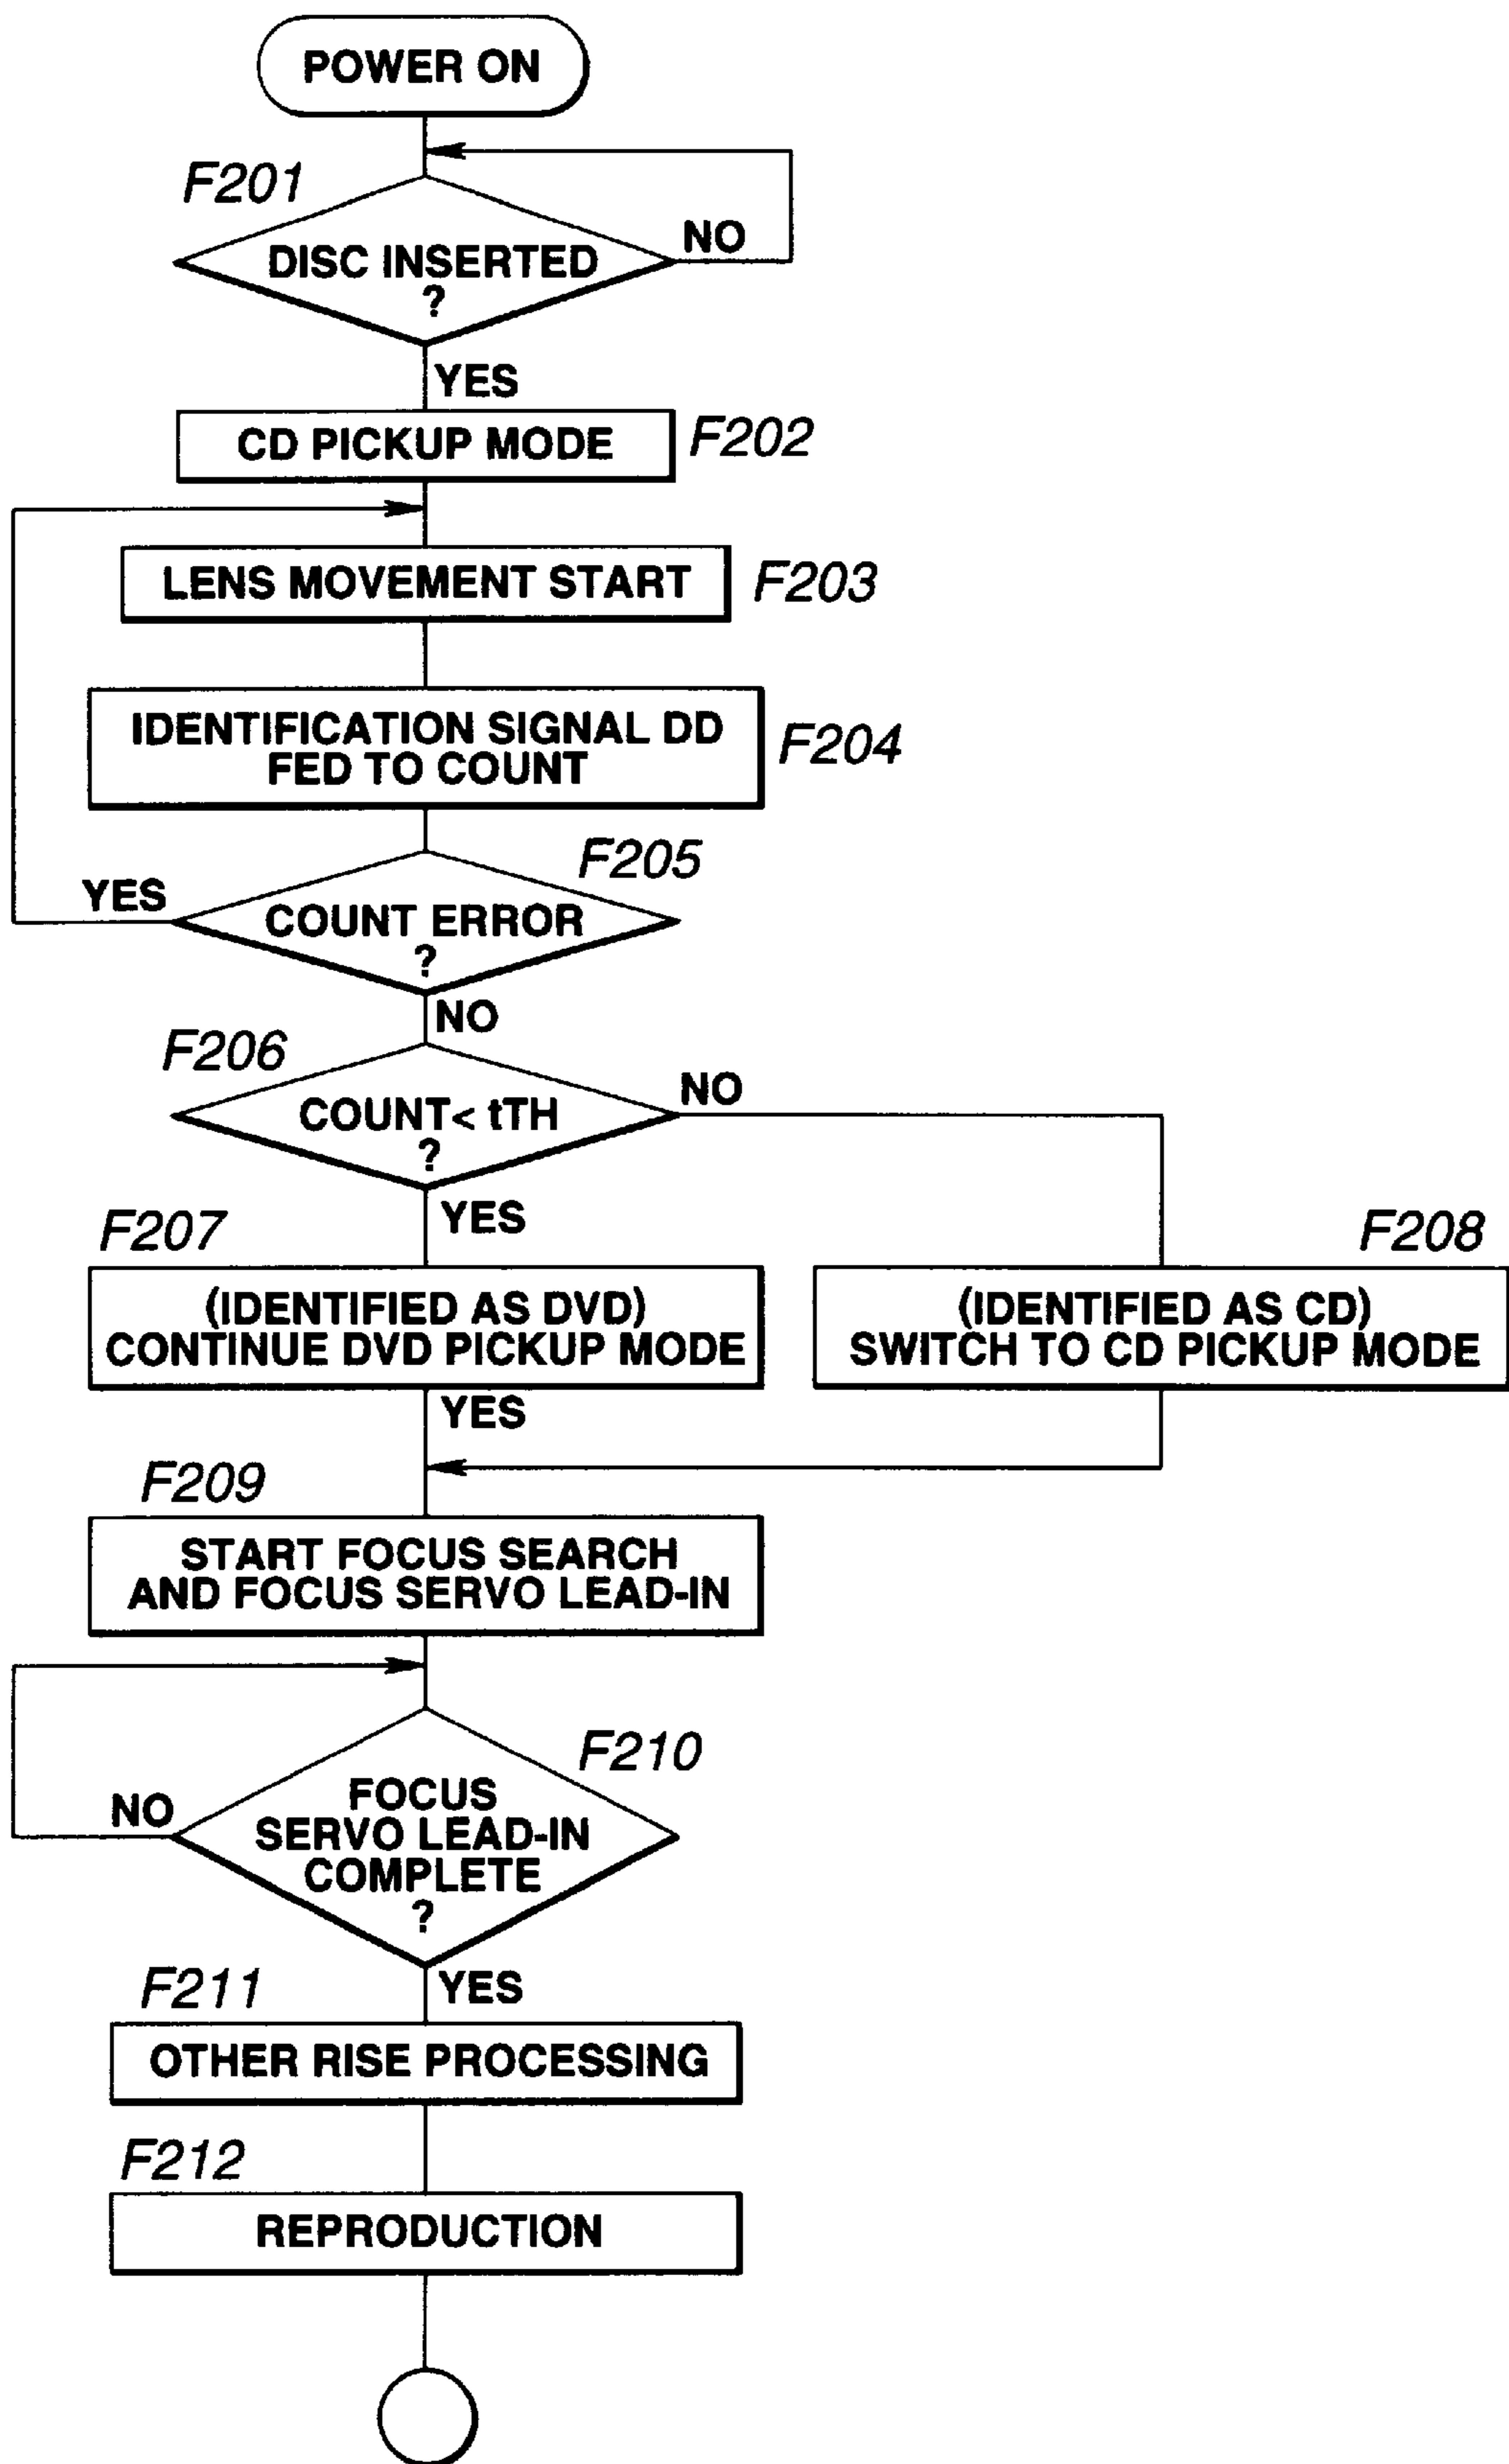 POWER ON
F201
DISC INSERTED
?
NO
YES
CD PICKUP MODE
F202
LENS MOVEMENT START
F203
IDENTIFICATION SIGNAL DD
FED TO COUNT
F204
F205
YES
COUNT ERROR
?
NO
F206
COUNT< tTH
?
NO
YES
F207
F208
(IDENTIFIED AS DVD)
CONTINUE DVD PICKUP MODE
(IDENTIFIED AS CD)
SWITCH TO CD PICKUP MODE
YES
F209
START FOCUS SEARCH
AND FOCUS SERVO LEAD-IN
F210
NO
FOCUS
SERVO LEAD-IN
COMPLETE
?
YES
F211
OTHER RISE PROCESSING
F212
REPRODUCTION